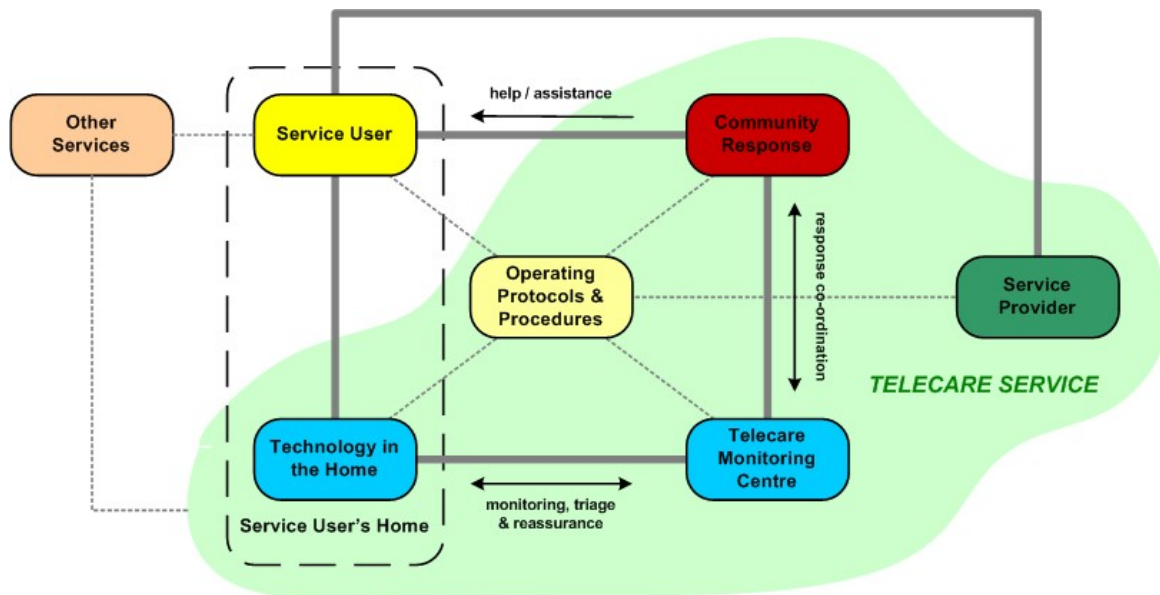 help / assistance
Other
Services
Service User
Community
Response
response co-ordination
Operating
Protocols &
Procedures
Service
Provider
TELECARE SERVICE
Technology in
the Home
Telecare
Monitoring
Centre
monitoring, triage
& reassurance
Service User's Home